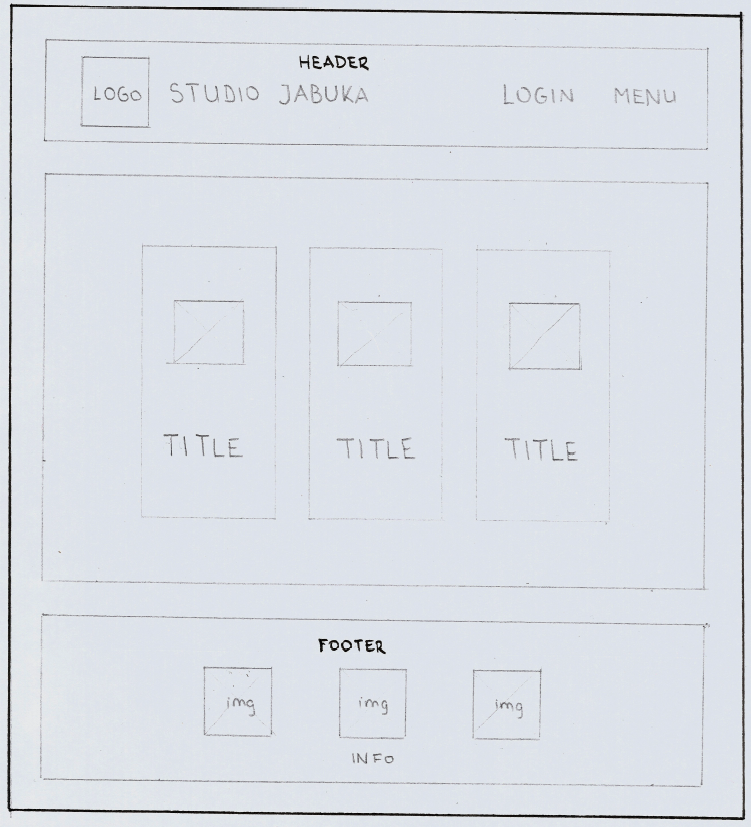 HEADER
LOGO STUDIO JABUKA LOGIN MENU
TITLE TITLE TITLE
FOOTER
img img img
INFO